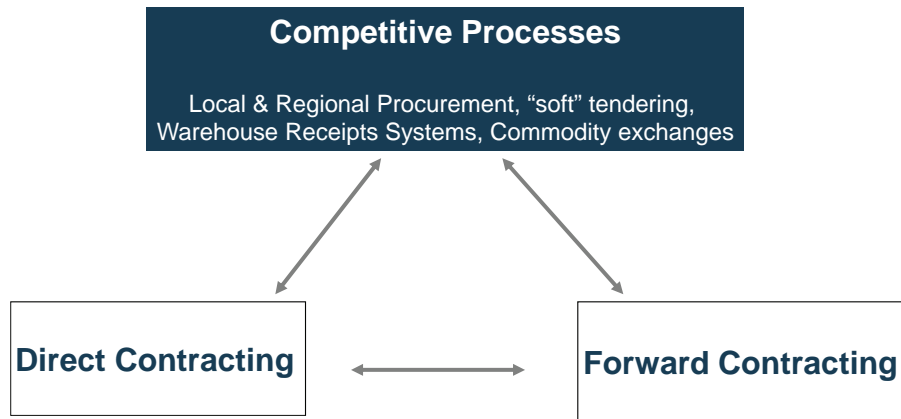 Competitive Processes
Local & Regional Procurement, “soft” tendering,
Warehouse Receipts Systems, Commodity exchanges
Direct Contracting
Forward Contracting